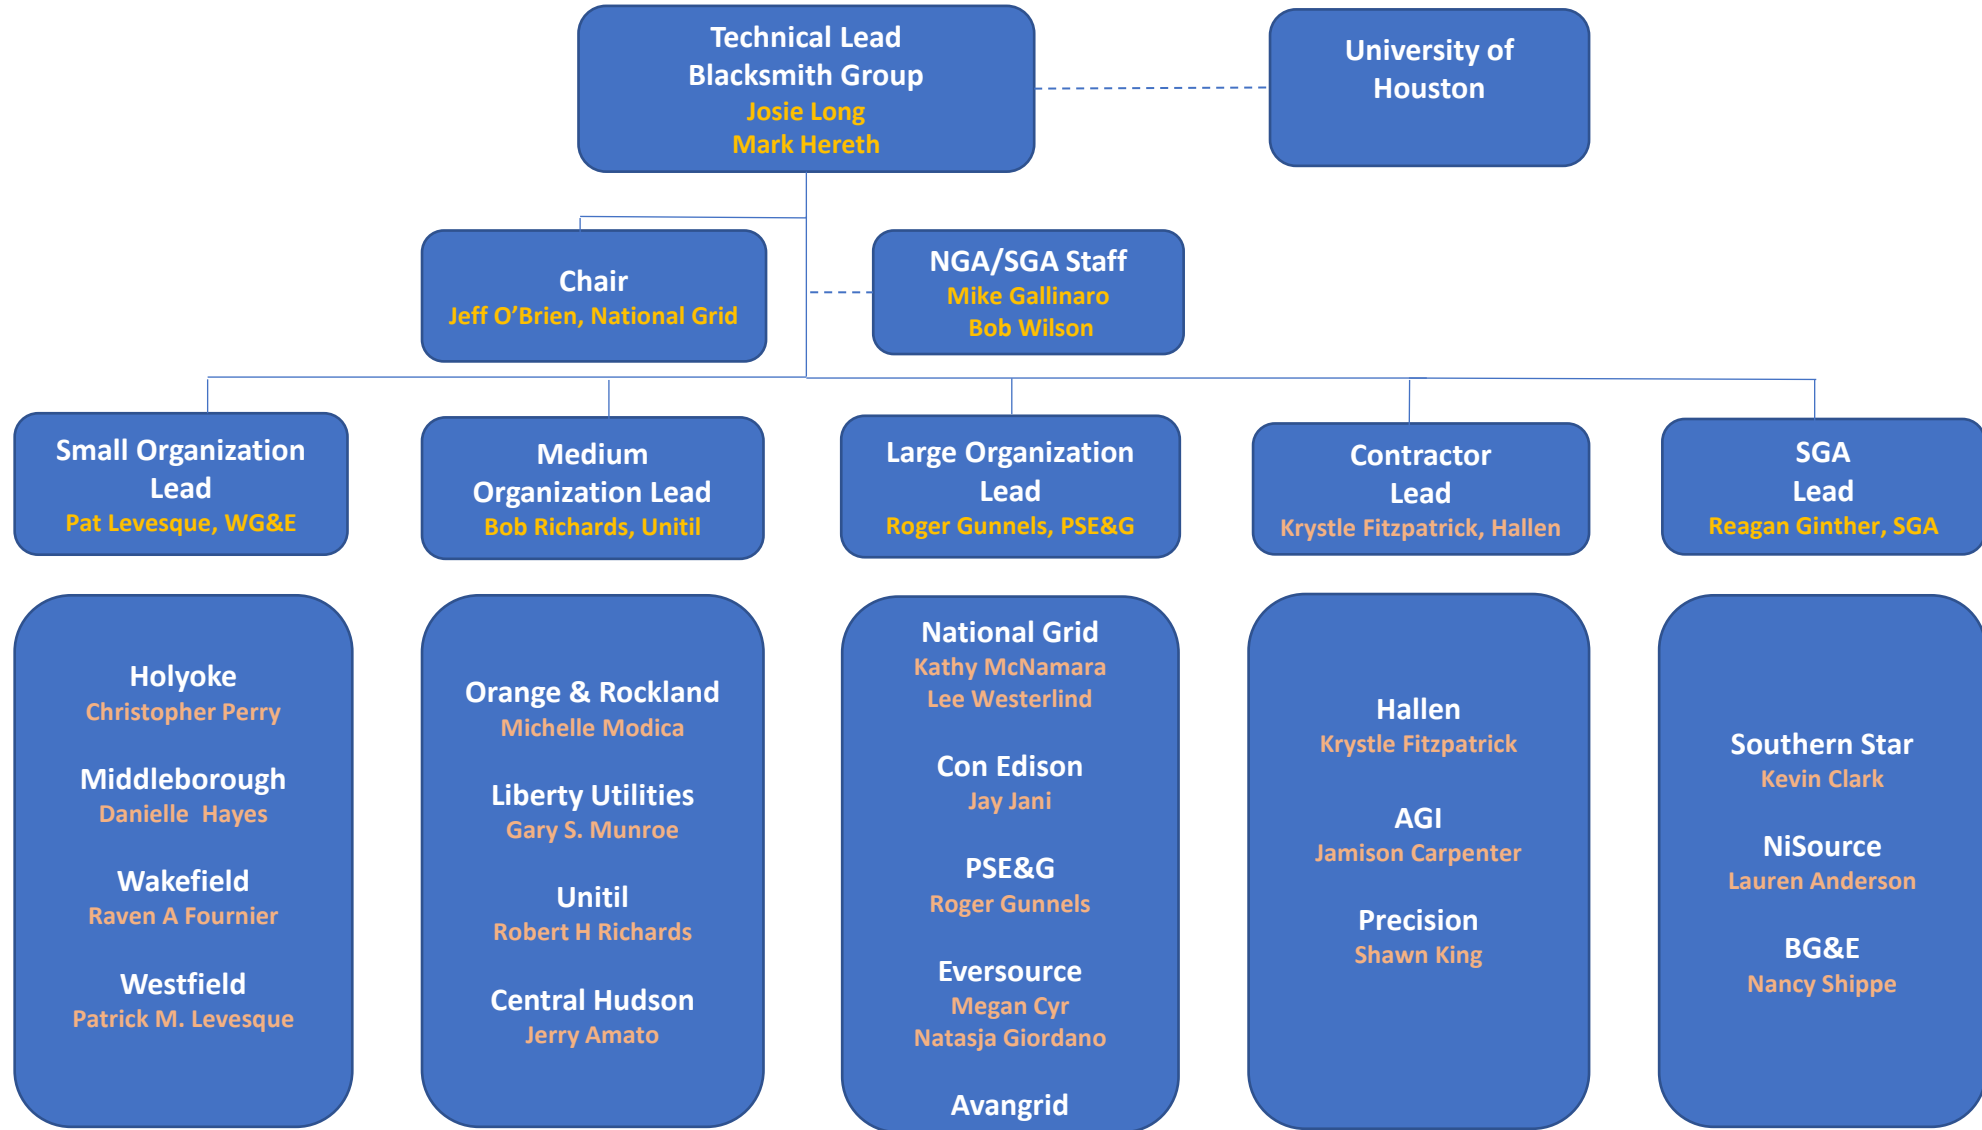 Technical Lead
Blacksmith Group
Josie Long
Mark Hereth
University of
Houston
Chair
Jeff O’Brien, National Grid
NGA/SGA Staff
Mike Gallinaro
Bob Wilson
Small Organization
Lead
Pat Levesque, WG&E
Medium
Organization Lead
Bob Richards, Unitil
Large Organization
Lead
Roger Gunnels, PSE&G
Contractor
Lead
Krystle Fitzpatrick, Hallen
SGA
Lead
Reagan Ginther, SGA
Holyoke
Christopher Perry
Middleborough
Danielle  Hayes
Wakefield
Raven A Fournier
Westfield
Patrick M. Levesque
Orange & Rockland
Michelle Modica
Liberty Utilities
Gary S. Munroe
Unitil
Robert H Richards
Central Hudson
Jerry Amato
National Grid
Kathy McNamara
Lee Westerlind
Con Edison
Jay Jani
PSE&G
Roger Gunnels
Eversource
Megan Cyr
Natasja Giordano
Avangrid
Hallen
Krystle Fitzpatrick
AGI
Jamison Carpenter
Precision
Shawn King
Southern Star
Kevin Clark
NiSource
Lauren Anderson
BG&E
Nancy Shippe